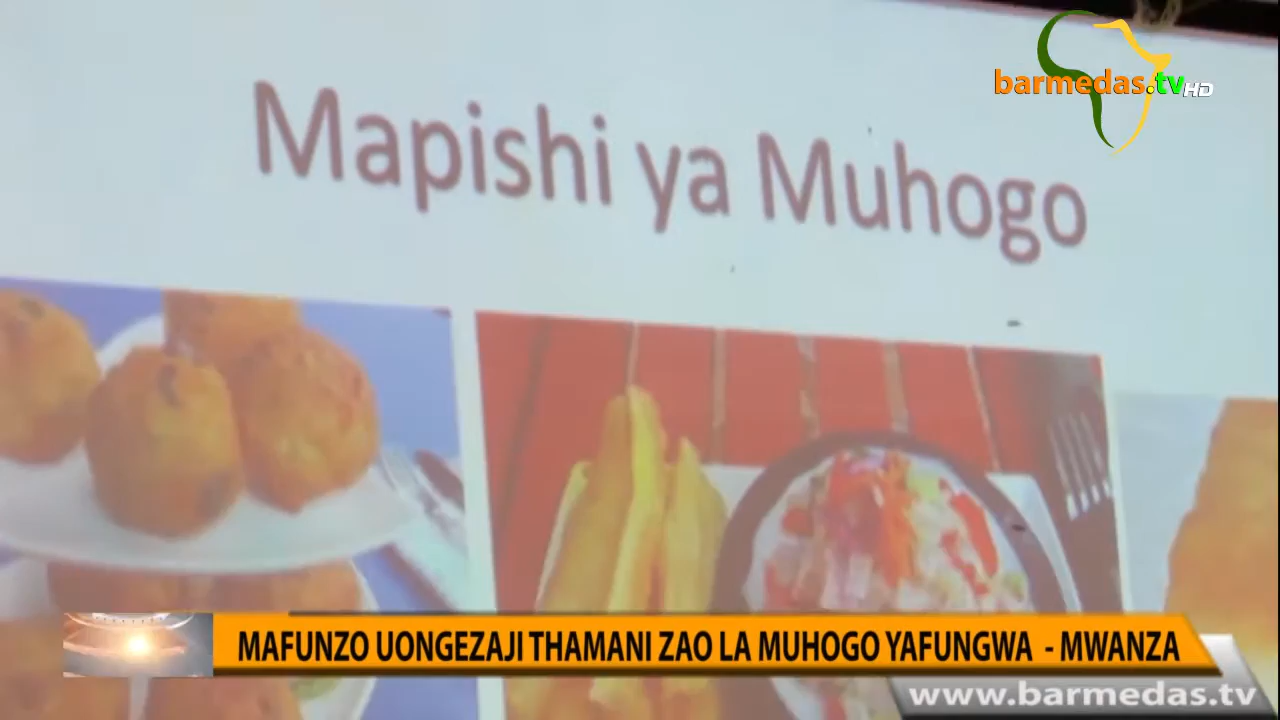 barmedas.tv HD
Mapishi ya Muhogo
MAFUNZO UONGEZAJI THAMANI ZAO LA MUHOGO YAFUNGWA - MWANZA
www.barmedas.tv